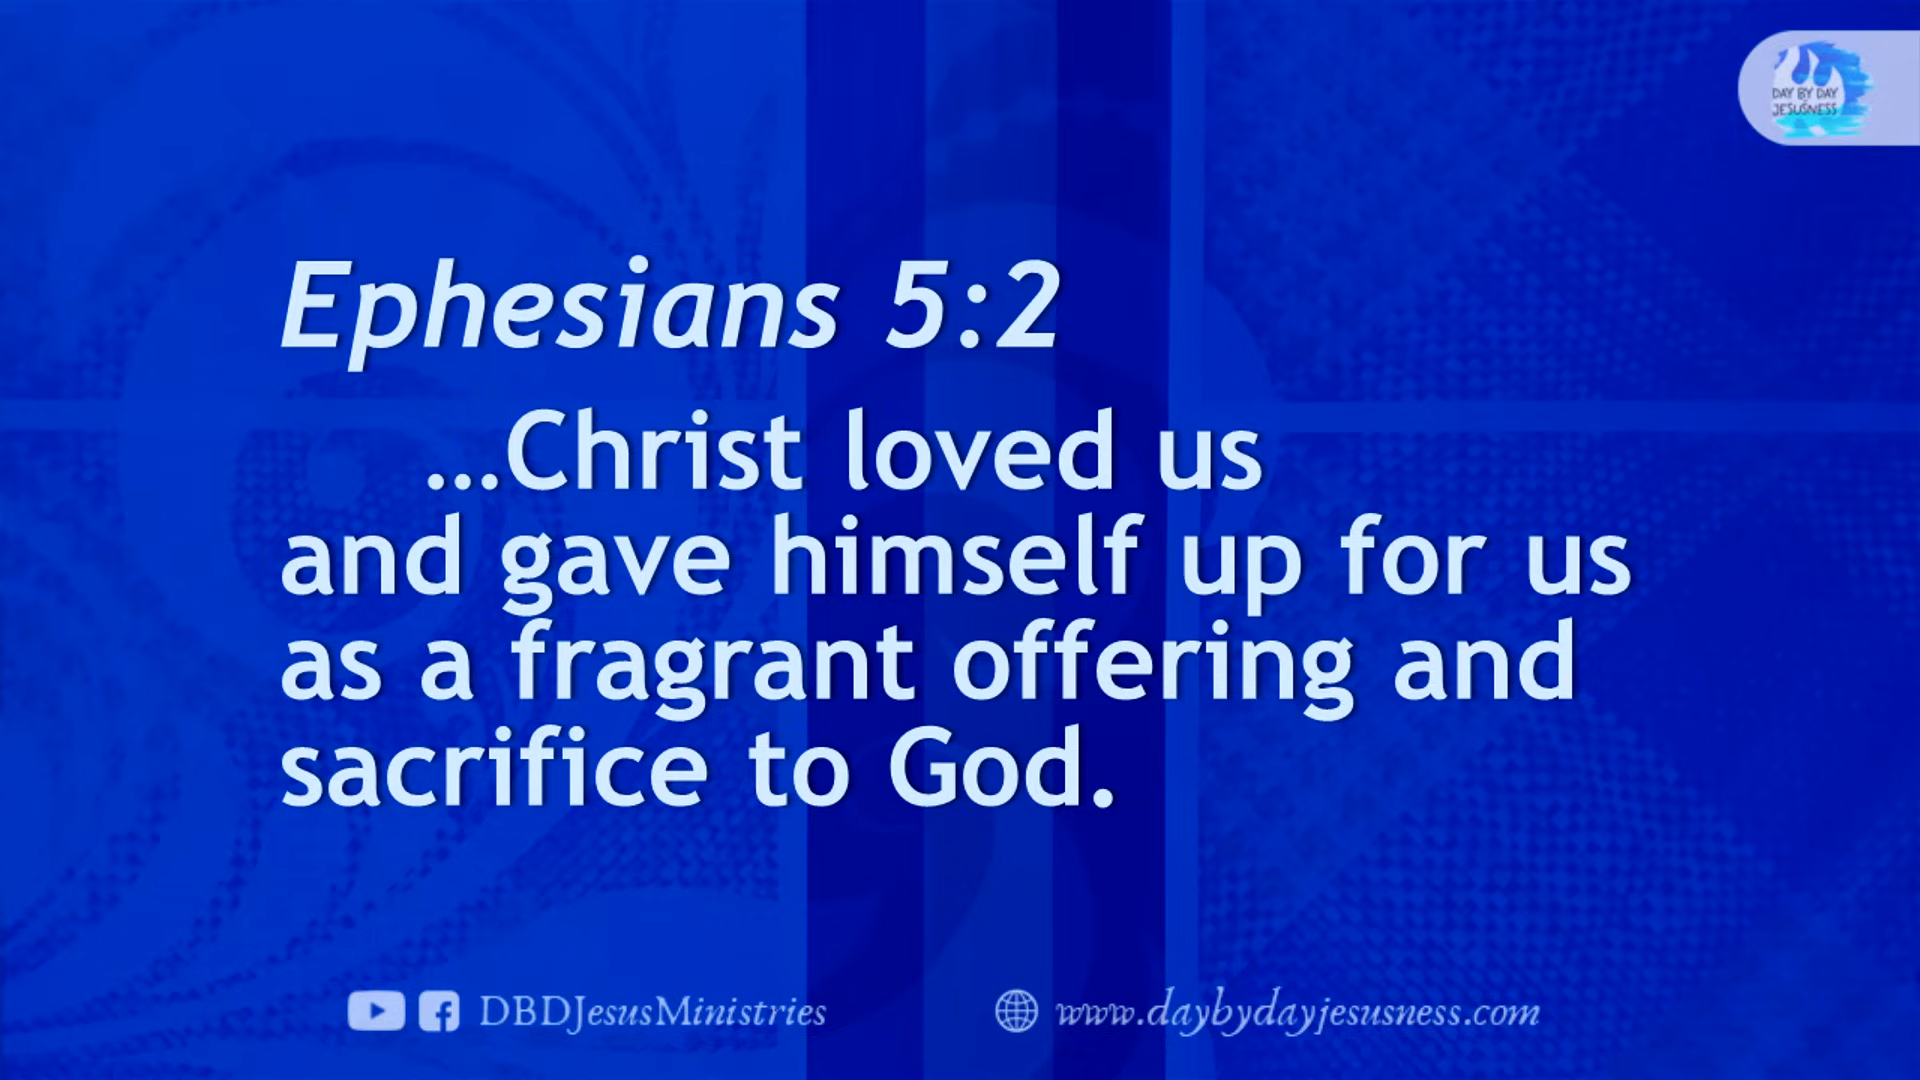 DAY BY DAY
JESUSNESS
Ephesians 5:2
...Christ loved us
and gave himself up for us
as a fragrant offering and
sacrifice to God.
DBDJesusMinistries
www.daybydayjesusness.com